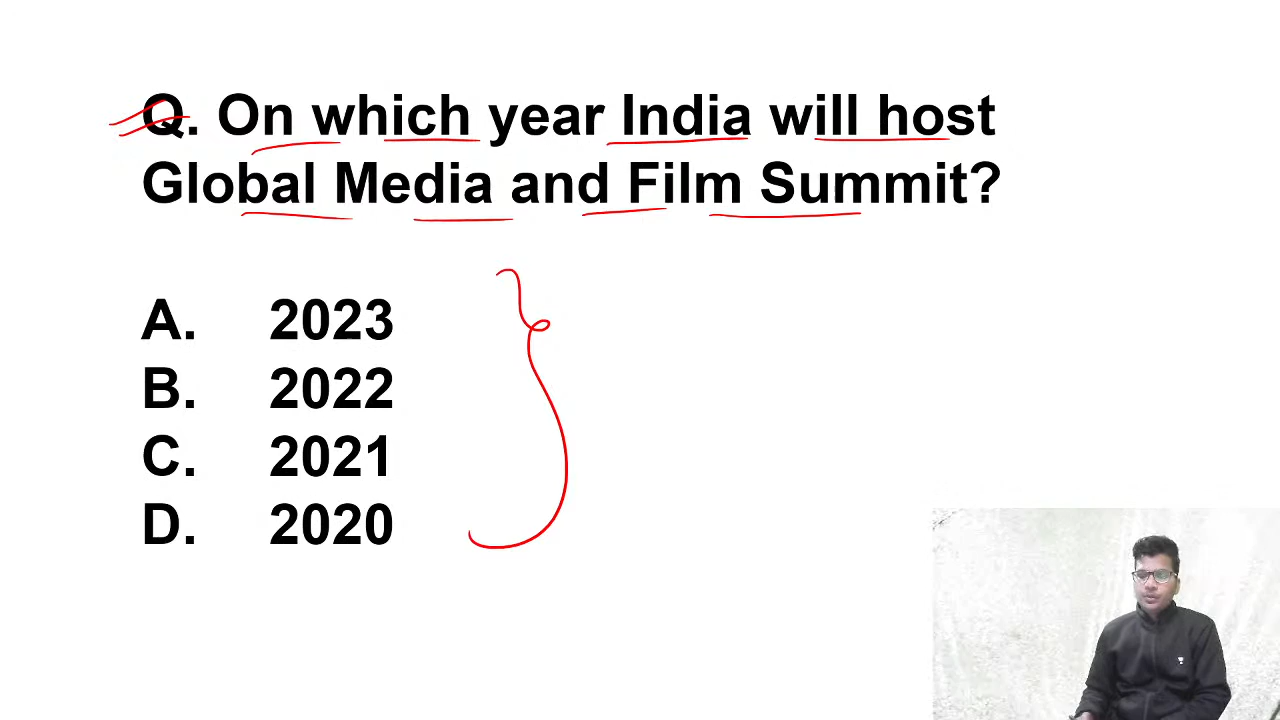 Q. On which year India will host
Global Media and Film Summit?
A. 2023
B. 2022
C. 2021
D. 2020